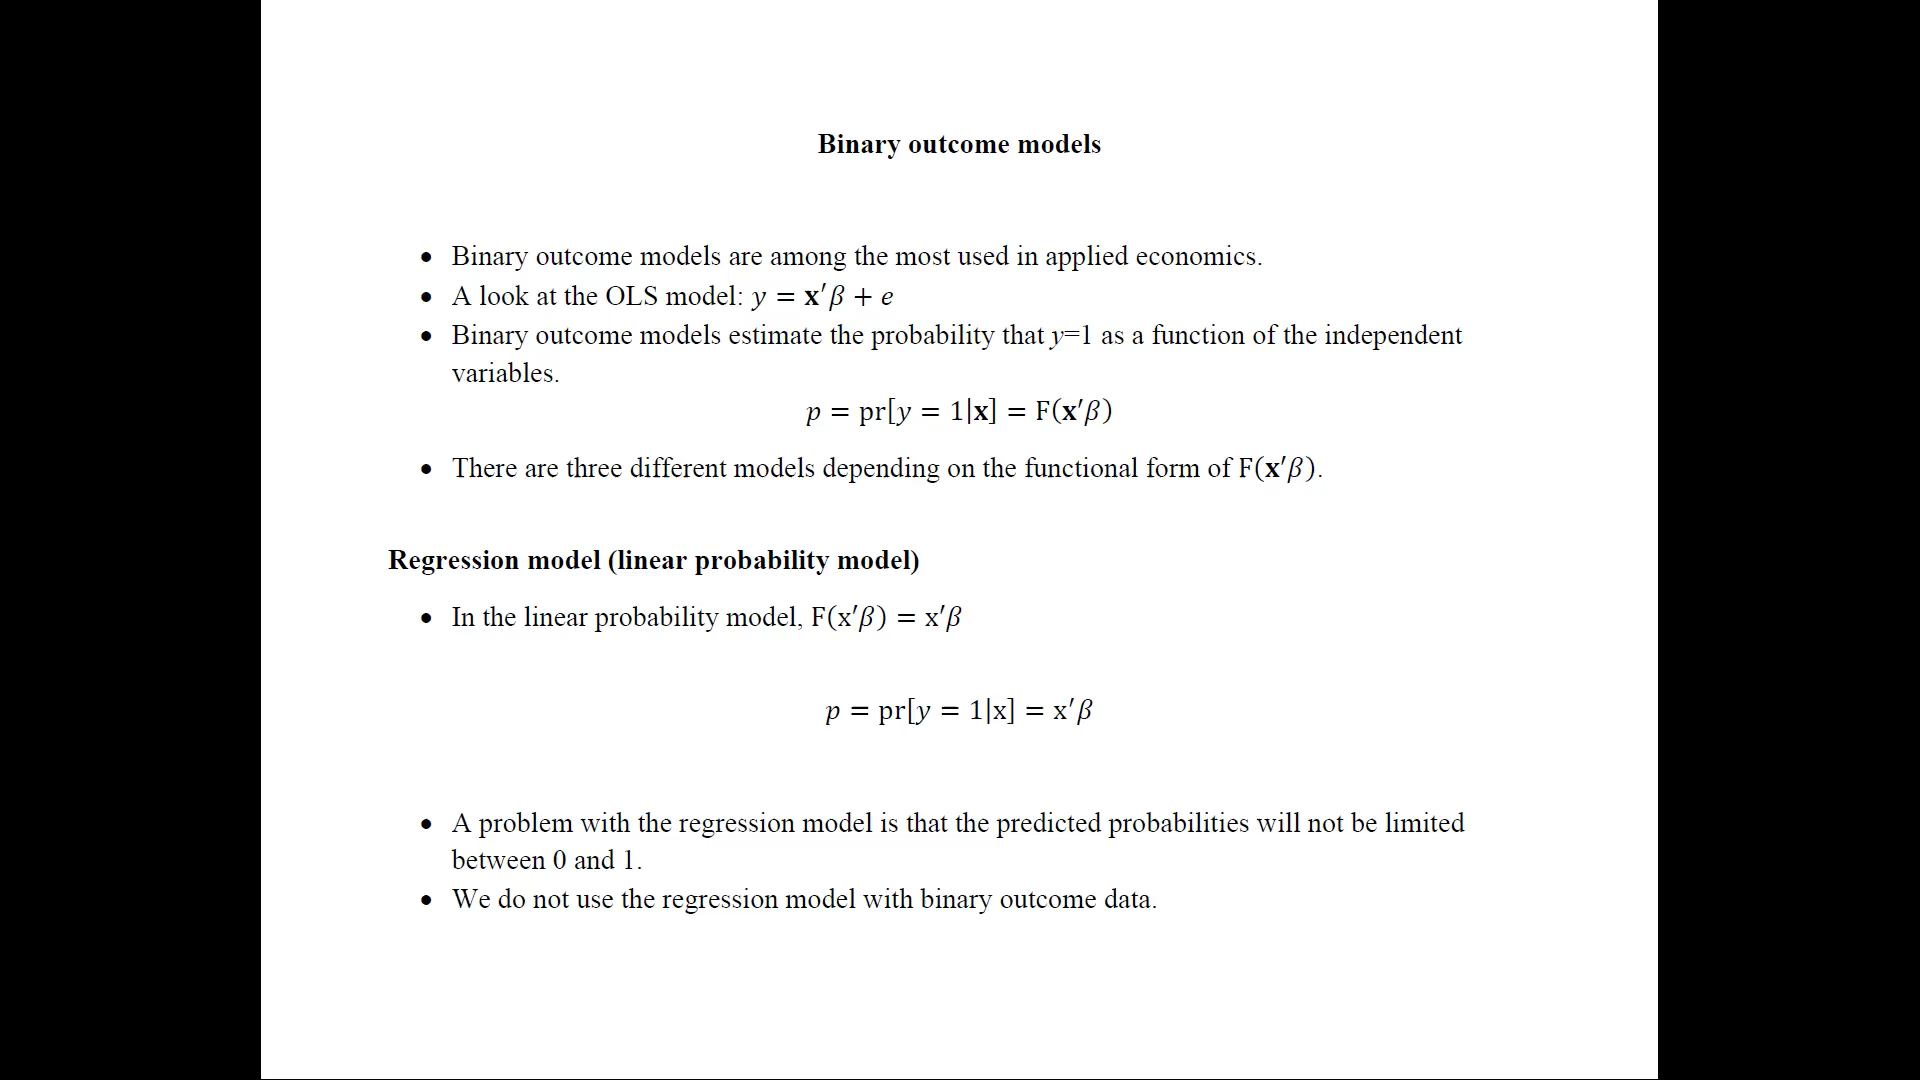 Binary outcome models
• Binary outcome models are among the most used in applied economics.
• A look at the OLS model: y = x′β + e
• Binary outcome models estimate the probability that y=1 as a function of the independent
variables.
p = pr[y = 1|x] = F(x′β)
• There are three different models depending on the functional form of F(x′β).
Regression model (linear probability model)
• In the linear probability model, F(x′β) = x′β
p = pr[y = 1|x] = x′β
• A problem with the regression model is that the predicted probabilities will not be limited
between 0 and 1.
• We do not use the regression model with binary outcome data.